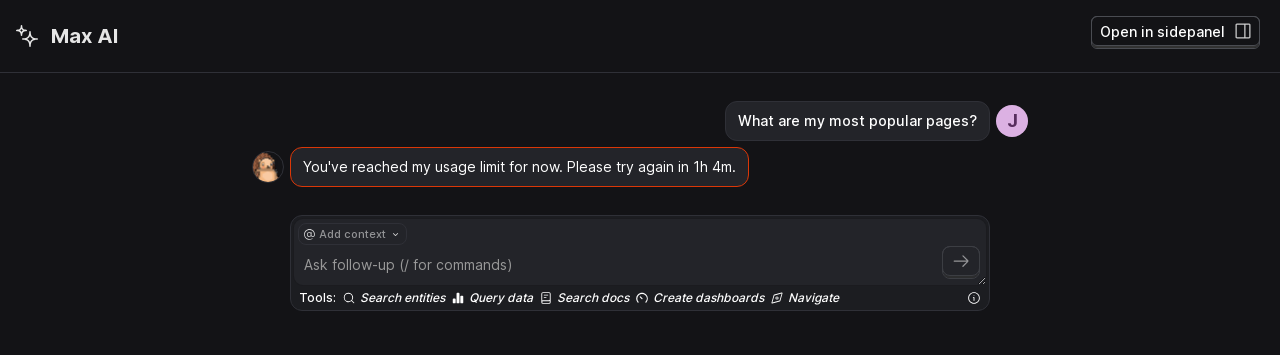 Max AI
Open in sidepanel
What are my most popular pages?
J
You've reached my usage limit for now. Please try again in 1h 4m.
@ Add context
Ask follow-up (/ for commands)
Tools: Search entities Query data Search docs Create dashboards Navigate